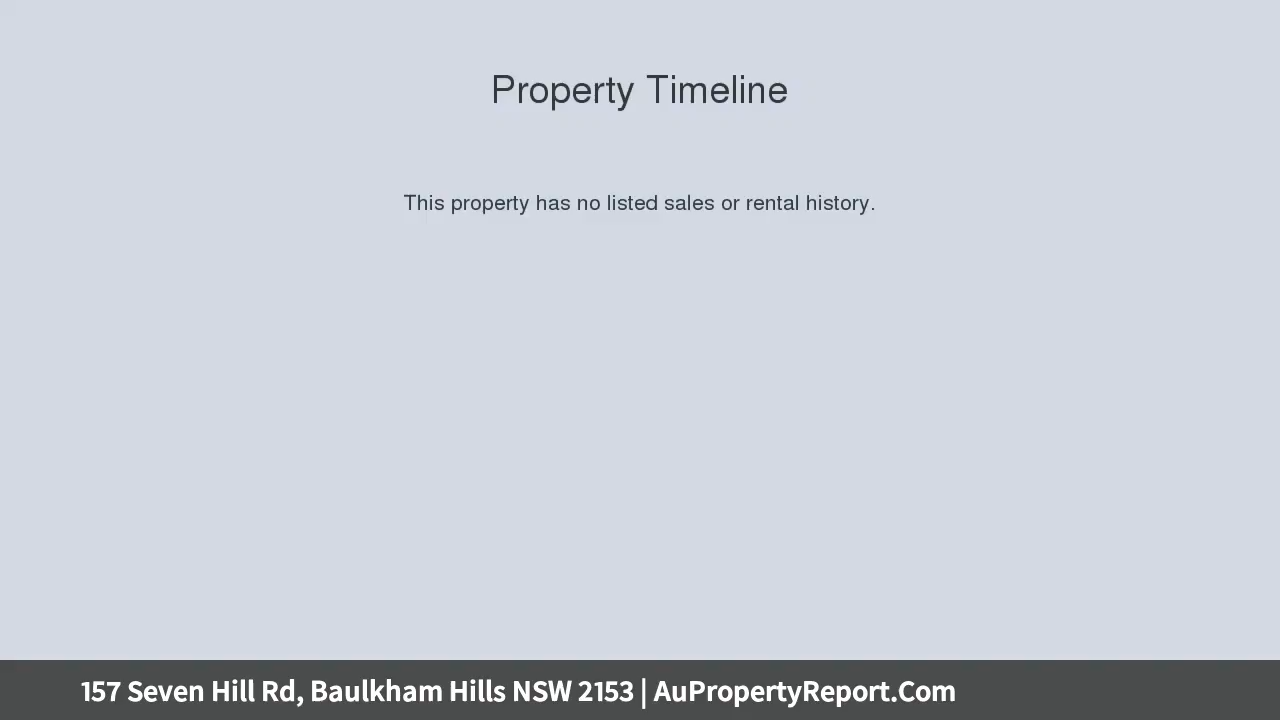 Property Timeline
This property has no listed sales or rental history.
157 Seven Hill Rd, Baulkham Hills NSW 2153 | AuPropertyReport.Com